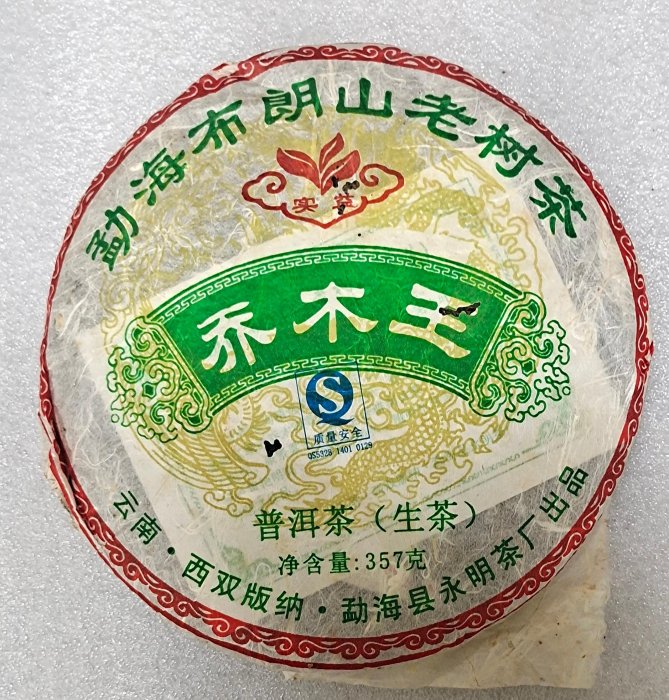 勐海布朗山老树茶
乔木王
质量安全
QS5328 1401 0129
普洱茶（生茶）
净含量:357克
云南·西双版纳·勐海县永明茶厂出品